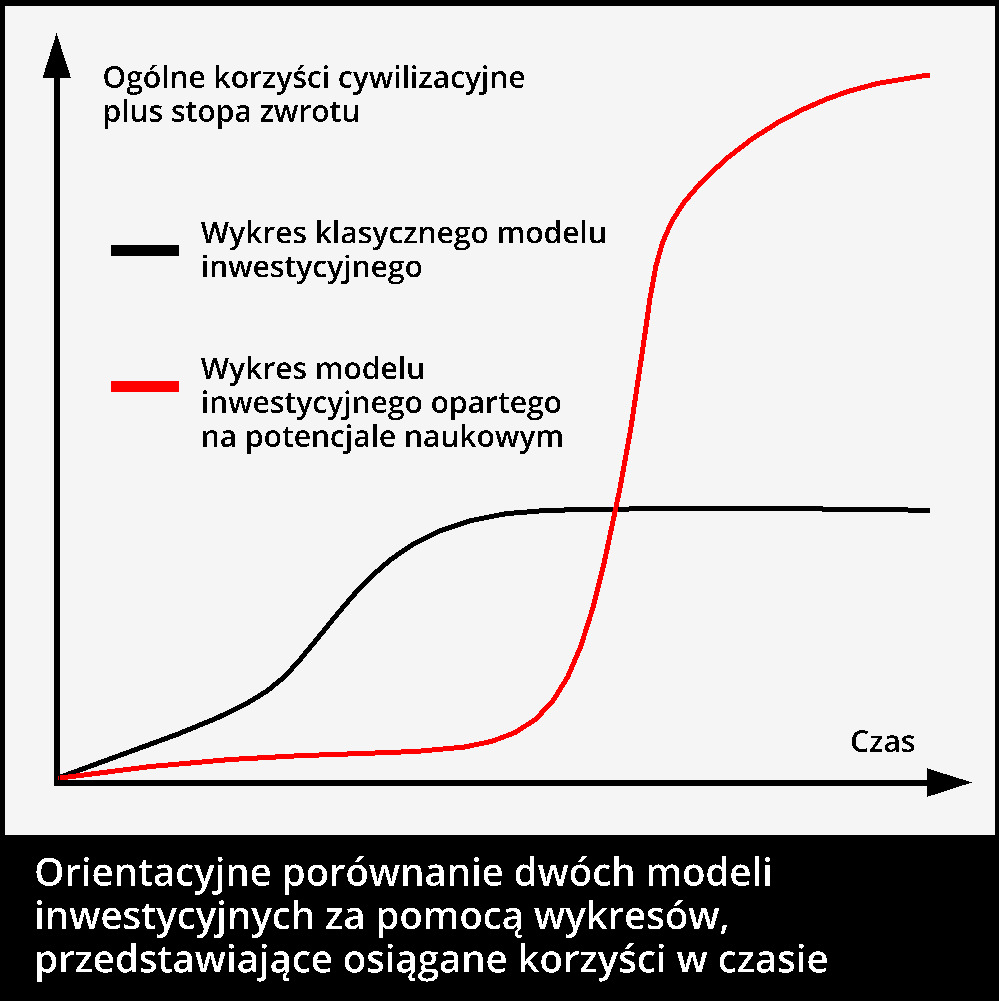 Ogólne korzyści cywilizacyjne
plus stopa zwrotu
Wykres klasycznego modelu
inwestycyjnego
Wykres modelu
inwestycyjnego opartego
na potencjale naukowym
Czas
Orientacyjne porównanie dwóch modeli
inwestycyjnych za pomocą wykresów,
przedstawiające osiągane korzyści w czasie